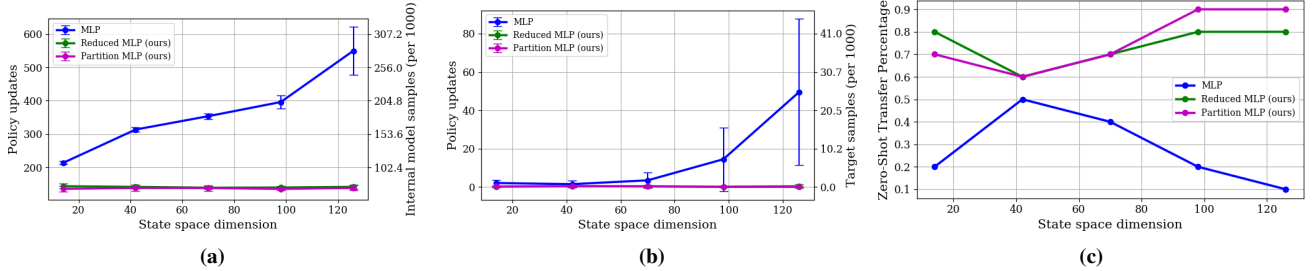 600
500
400
300
200
Policy updates
MLP
Reduced MLP (ours)
Partition MLP (ours)
307.2
256.0
204.8
153.6
102.4
Internal model samples (per 1000)
20 40 60 80 100 120
State space dimension
(a)
80
60
40
20
0
Policy updates
MLP
Reduced MLP (ours)
Partition MLP (ours)
41.0
30.7
20.5
10.2
0.0
Target samples (per 1000)
20 40 60 80 100 120
State space dimension
(b)
0.9
0.8
0.7
0.6
0.5
0.4
0.3
0.2
0.1
Zero-Shot Transfer Percentage
MLP
Reduced MLP (ours)
Partition MLP (ours)
20 40 60 80 100 120
State space dimension
(c)